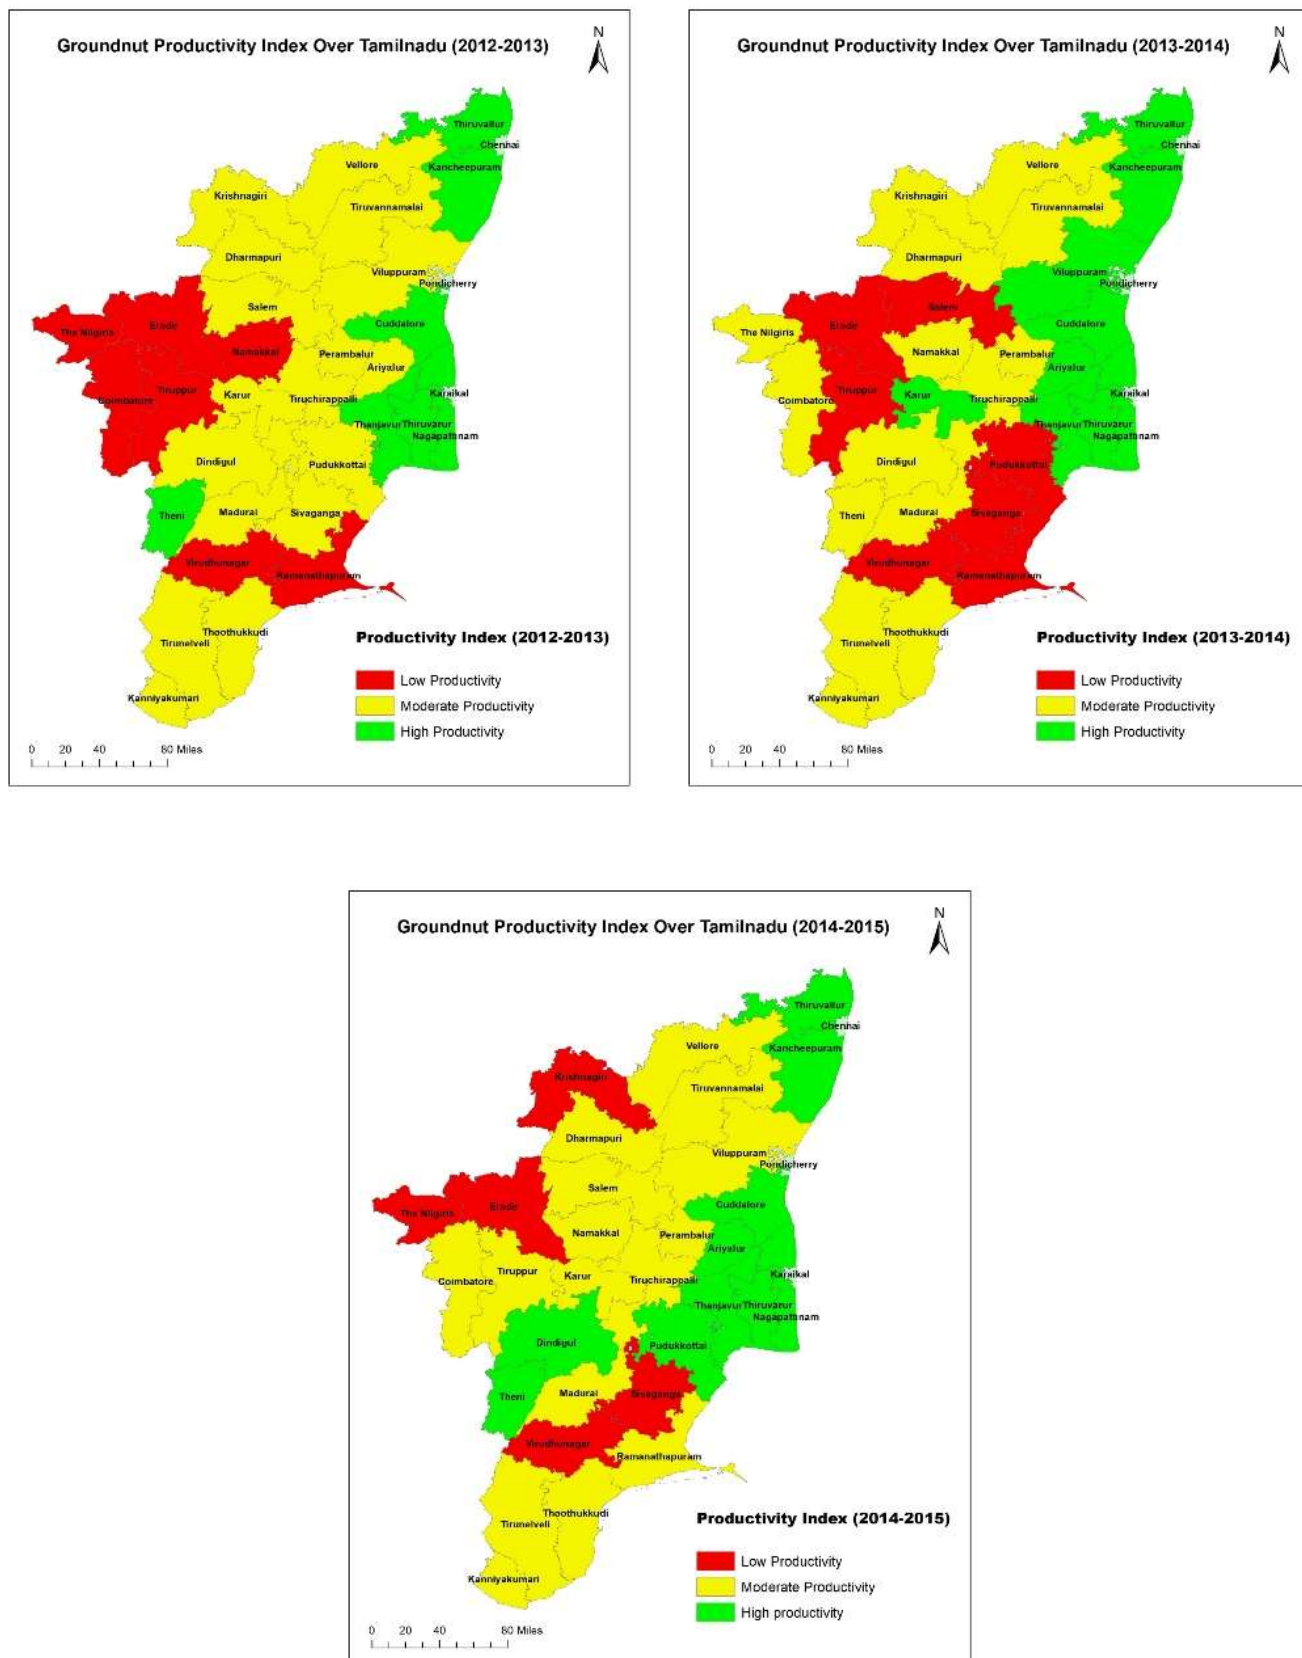 Groundnut Productivity Index Over Tamilnadu (2012-2013)
N
Thiruvallur
Chennai
Vellore
Kancheepuram
Krishnagiri
Tiruvannamalai
Dharmapuri
Viluppuram
Pondicherry
Salem
The Nilgiris
Erode
Cuddalore
Namakkal
Perambalur
Ariyalur
Coimbatore
Tiruppur
Karur
Tiruchirappalli
Karaikal
Thanjavur
Thiruvarur
Nagapattinam
Dindigul
Pudukkottai
Theni
Madurai
Sivaganga
Virudhunagar
Ramanathapuram
Thoothukkudi
Tirunelveli
Kanniyakumari
Productivity Index (2012-2013)
Low Productivity
Moderate Productivity
High Productivity
0 20 40 80 Miles
Groundnut Productivity Index Over Tamilnadu (2013-2014)
N
Thiruvallur
Chennai
Vellore
Kancheepuram
Krishnagiri
Tiruvannamalai
Dharmapuri
Viluppuram
Pondicherry
Salem
The Nilgiris
Erode
Cuddalore
Namakkal
Perambalur
Ariyalur
Coimbatore
Tiruppur
Karur
Tiruchirappalli
Karaikal
Thanjavur
Thiruvarur
Nagapattinam
Dindigul
Pudukkottai
Theni
Madurai
Sivaganga
Virudhunagar
Ramanathapuram
Thoothukkudi
Tirunelveli
Kanniyakumari
Productivity Index (2013-2014)
Low Productivity
Moderate Productivity
High Productivity
0 20 40 80 Miles
Groundnut Productivity Index Over Tamilnadu (2014-2015)
N
Thiruvallur
Chennai
Vellore
Kancheepuram
Krishnagiri
Tiruvannamalai
Dharmapuri
Viluppuram
Pondicherry
Salem
The Nilgiris
Erode
Cuddalore
Namakkal
Perambalur
Ariyalur
Coimbatore
Tiruppur
Karur
Tiruchirappalli
Karaikal
Thanjavur
Thiruvarur
Nagapattinam
Dindigul
Pudukkottai
Theni
Madurai
Sivaganga
Virudhunagar
Ramanathapuram
Thoothukkudi
Tirunelveli
Kanniyakumari
Productivity Index (2014-2015)
Low Productivity
Moderate Productivity
High productivity
0 20 40 80 Miles